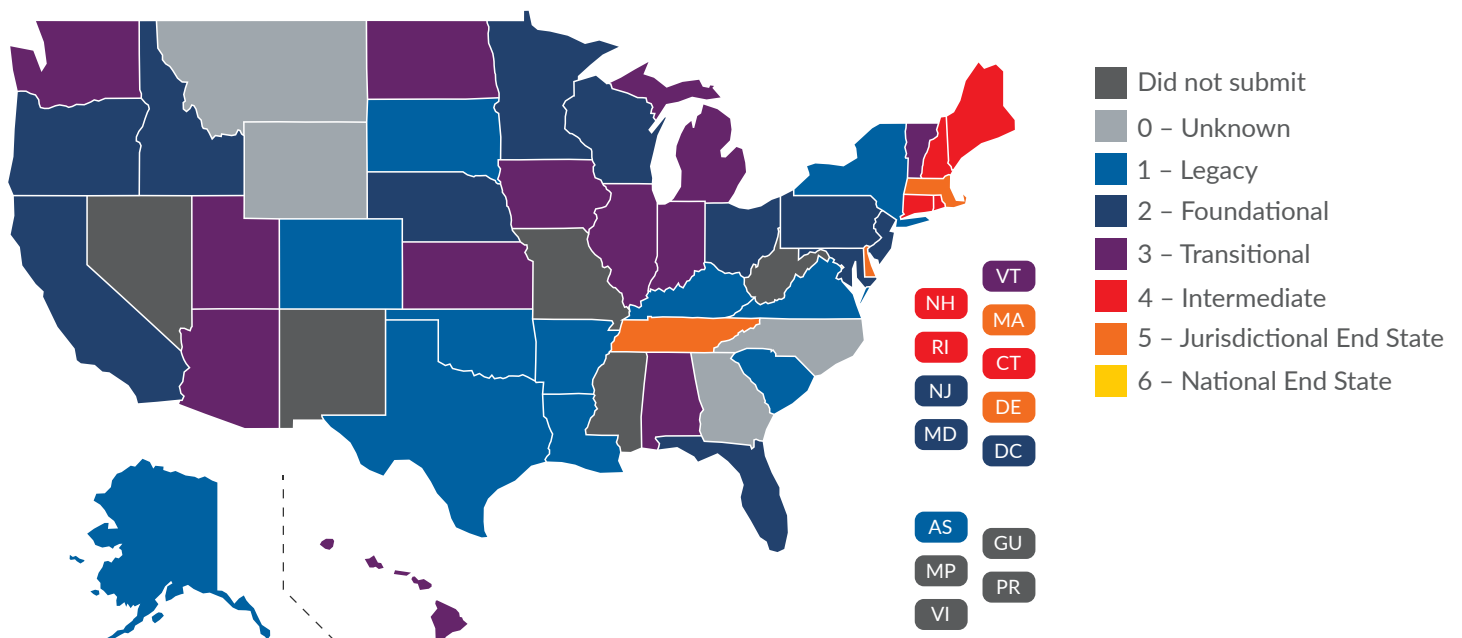 Did not submit
0 – Unknown
1 – Legacy
2 – Foundational
3 – Transitional
4 – Intermediate
5 – Jurisdictional End State
6 – National End State
VT
NH
MA
RI
CT
NJ
DE
MD
DC
AS
GU
MP
PR
VI